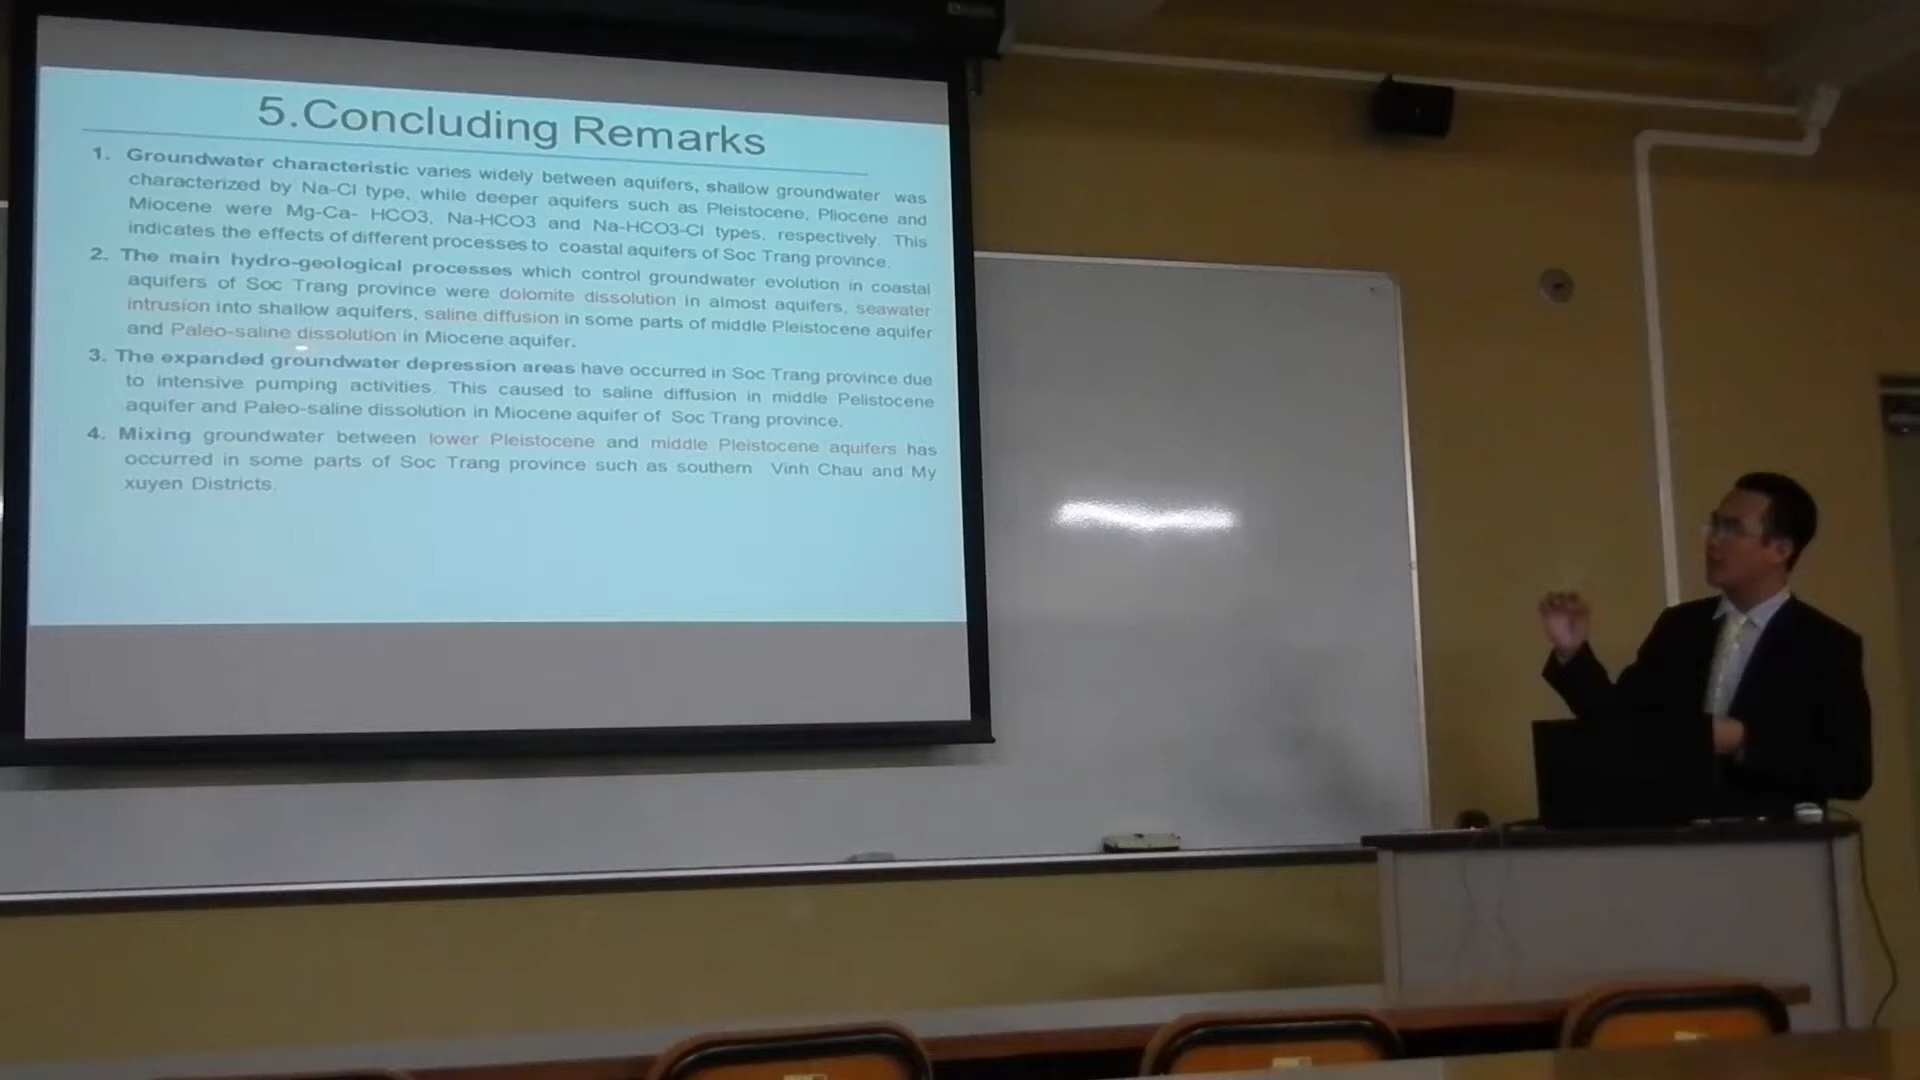 5.Concluding Remarks
1. Groundwater characteristic varies widely between aquifers, shallow groundwater was
characterized by Na-Cl type, while deeper aquifers such as Pleistocene, Pliocene and
Miocene were Mg-Ca- HCO3, Na-HCO3 and Na-HCO3-Cl types, respectively. This
indicates the effects of different processes to coastal aquifers of Soc Trang province.
2. The main hydro-geological processes which control groundwater evolution in coastal
aquifers of Soc Trang province were dolomite dissolution in almost aquifers, seawater
intrusion into shallow aquifers, saline diffusion in some parts of middle Pleistocene aquifer
and Paleo-saline dissolution in Miocene aquifer.
3. The expanded groundwater depression areas have occurred in Soc Trang province due
to intensive pumping activities. This caused to saline diffusion in middle Pelistocene
aquifer and Paleo-saline dissolution in Miocene aquifer of Soc Trang province.
4. Mixing groundwater between lower Pleistocene and middle Pleistocene aquifers has
occurred in some parts of Soc Trang province such as southern Vinh Chau and My
xuyen Districts.